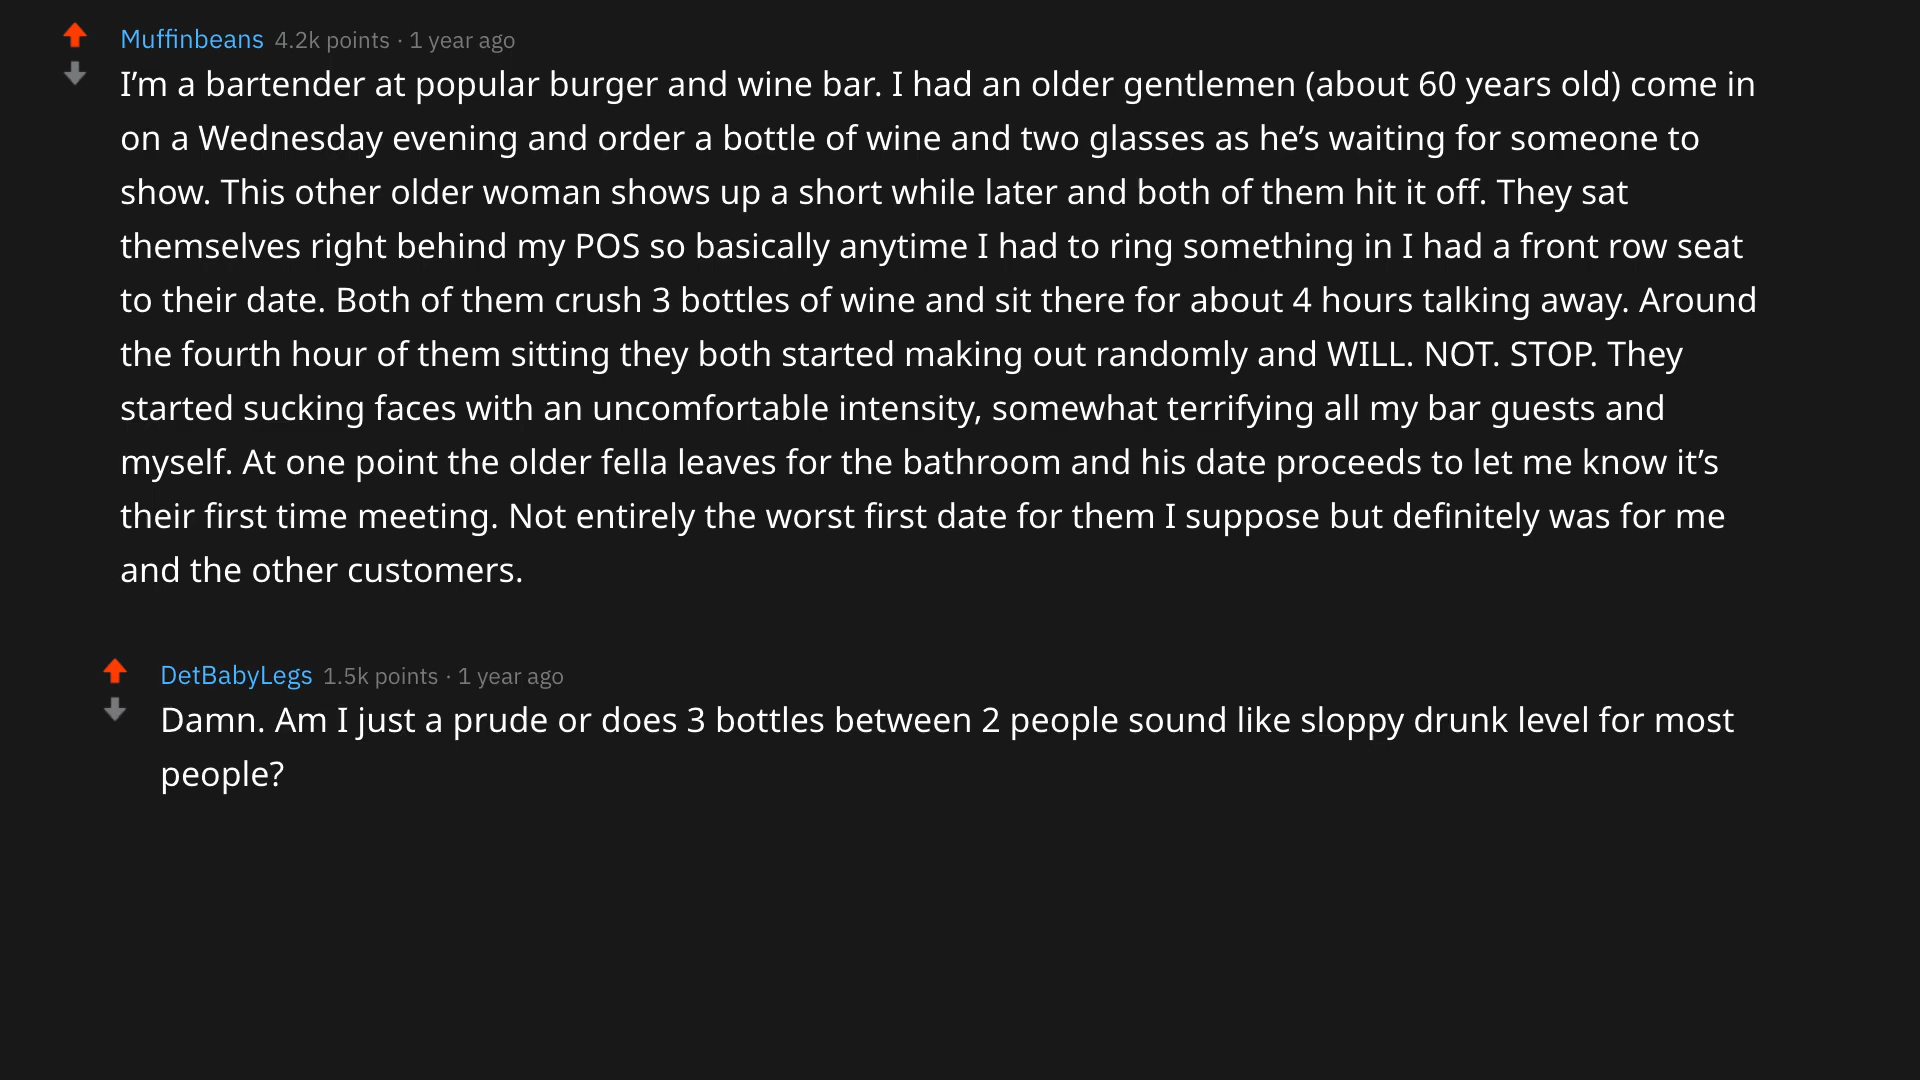 Muffinbeans 4.2k points · 1 year ago
I’m a bartender at popular burger and wine bar. I had an older gentlemen (about 60 years old) come in
on a Wednesday evening and order a bottle of wine and two glasses as he’s waiting for someone to
show. This other older woman shows up a short while later and both of them hit it off. They sat
themselves right behind my POS so basically anytime I had to ring something in I had a front row seat
to their date. Both of them crush 3 bottles of wine and sit there for about 4 hours talking away. Around
the fourth hour of them sitting they both started making out randomly and WILL. NOT. STOP. They
started sucking faces with an uncomfortable intensity, somewhat terrifying all my bar guests and
myself. At one point the older fella leaves for the bathroom and his date proceeds to let me know it’s
their first time meeting. Not entirely the worst first date for them I suppose but definitely was for me
and the other customers.
DetBabyLegs 1.5k points · 1 year ago
Damn. Am I just a prude or does 3 bottles between 2 people sound like sloppy drunk level for most
people?